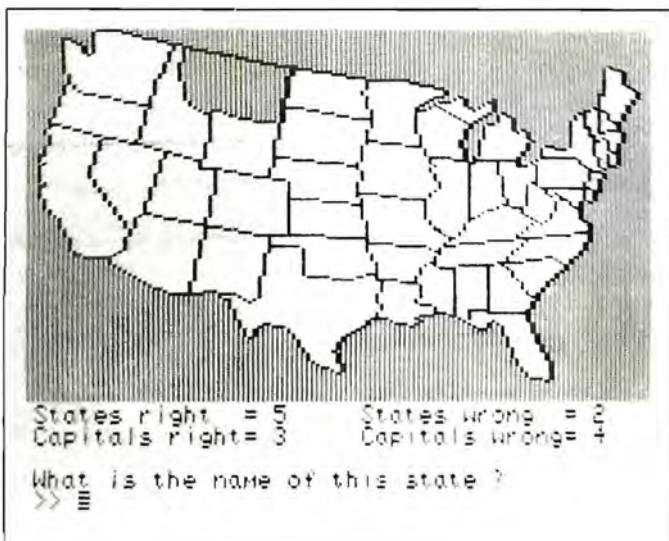 States right  = 5     States wrong  = 2
Capitals right= 3     Capitals wrong= 4
What is the name of this state ?
>>